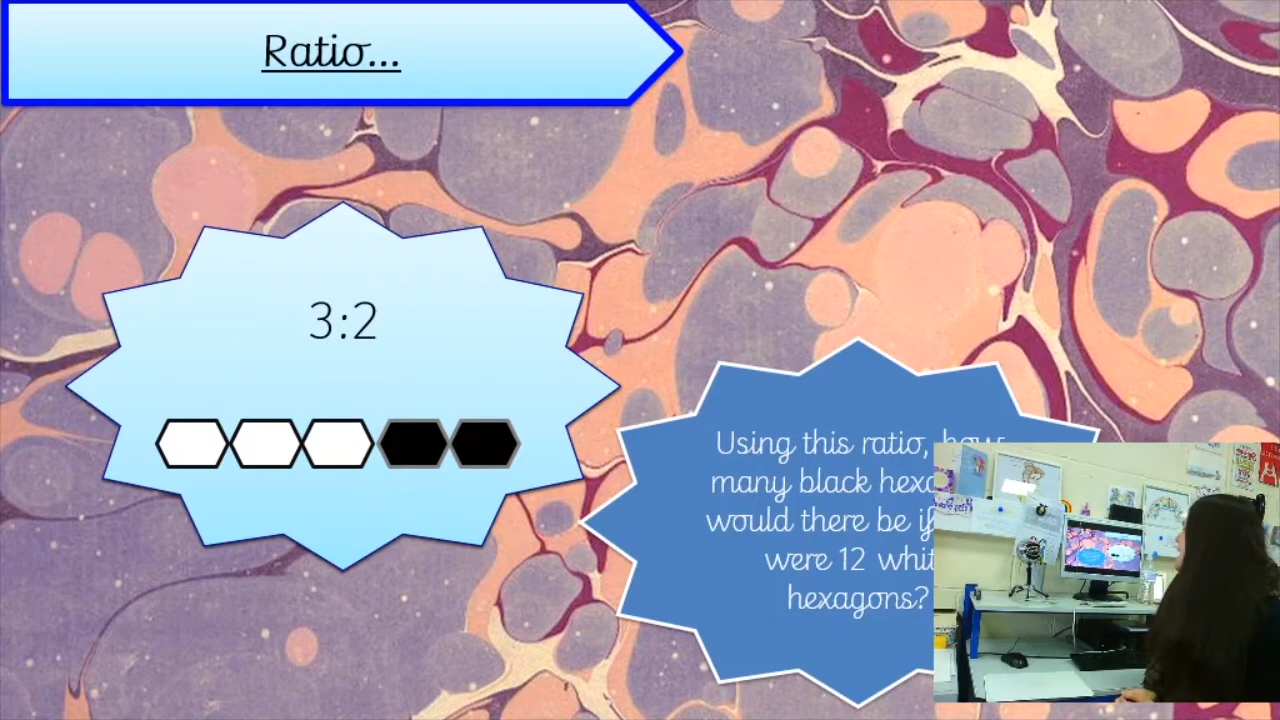 Ratio...
3:2
Using this ratio,
many black
would there be
were 12
hexagons?